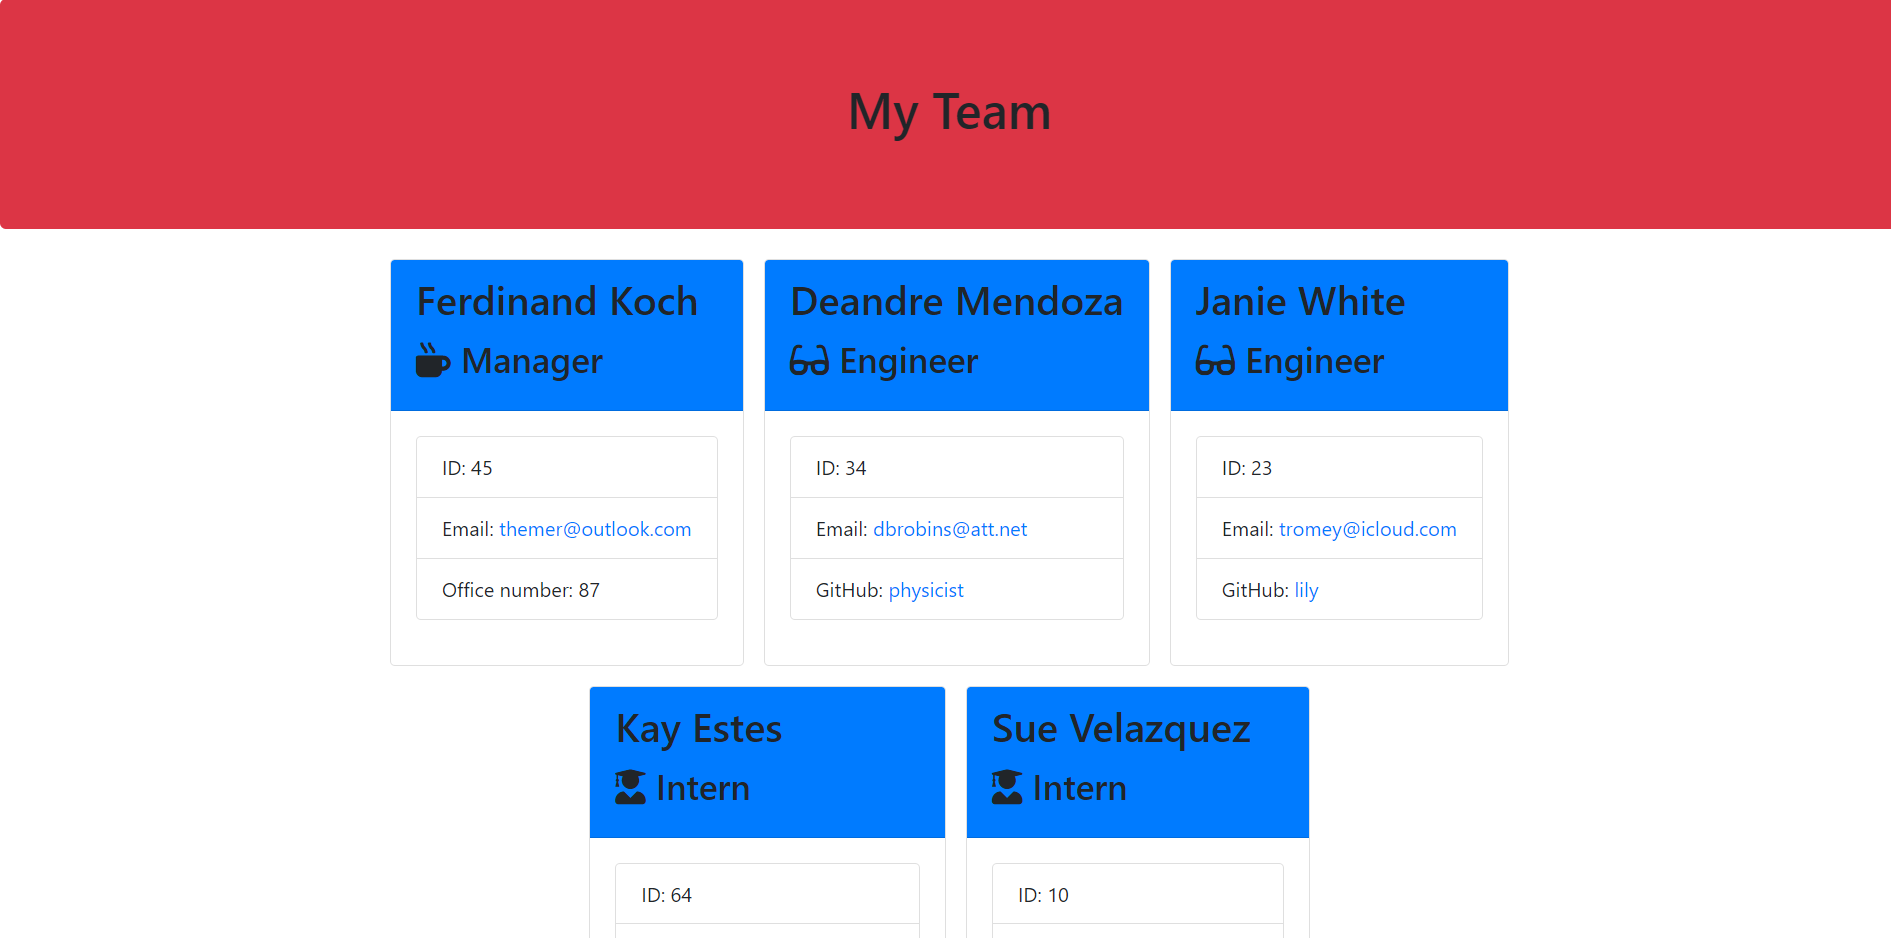 My Team
Ferdinand Koch
Manager
ID: 45
Email: themer@outlook.com
Office number: 87
Deandre Mendoza
Engineer
ID: 34
Email: dbrobins@att.net
GitHub: physicist
Janie White
Engineer
ID: 23
Email: tromey@icloud.com
GitHub: lily
Kay Estes
Intern
ID: 64
Sue Velazquez
Intern
ID: 10